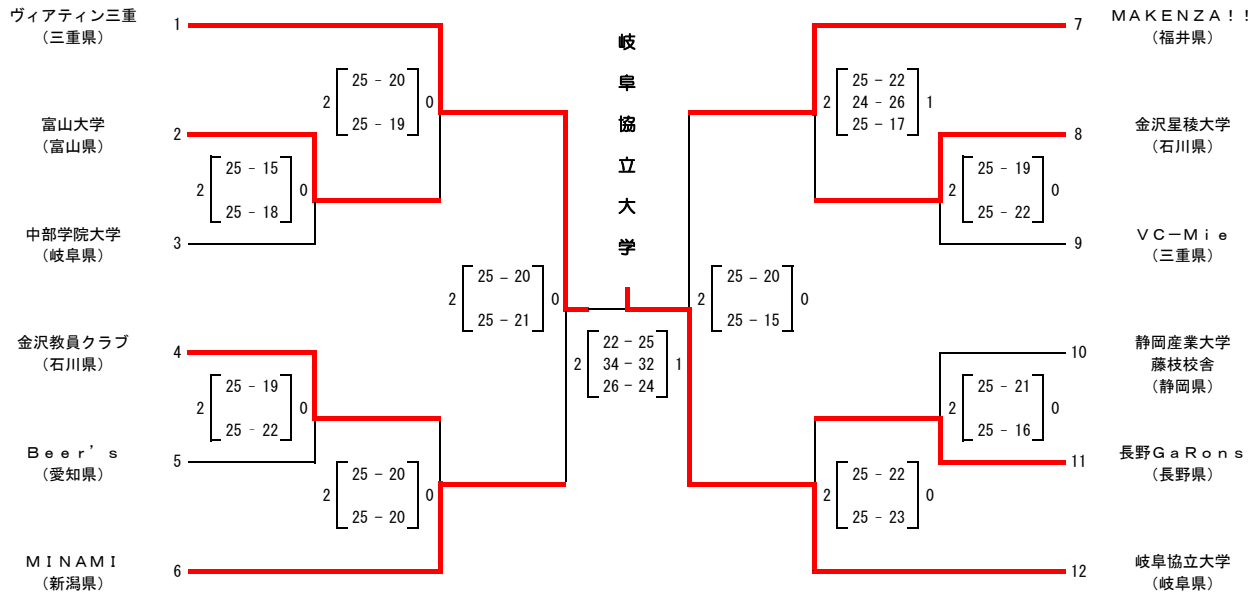 ヴィアティン三重
（三重県）
1
富山大学
（富山県）
2
中部学院大学
（岐阜県）
3
金沢教員クラブ
（石川県）
4
Ｂｅｅｒ’ｓ
（愛知県）
5
ＭＩＮＡＭＩ
（新潟県）
6
2 25 - 20 0
25 - 19
2 25 - 15 0
25 - 18
2 25 - 19 0
25 - 22
2 25 - 20 0
25 - 20
2 25 - 20 0
25 - 21
岐阜協立大学
2 22 - 25 1
34 - 32
26 - 24
2 25 - 20 0
25 - 15
2 25 - 22 1
24 - 26
25 - 17
2 25 - 19 0
25 - 22
2 25 - 21 0
25 - 16
2 25 - 22 0
25 - 23
7
ＭＡＫＥＮＺＡ！！
（福井県）
8
金沢星稜大学
（石川県）
9
ＶＣ－Ｍｉｅ
（三重県）
10
静岡産業大学
藤枝校舎
（静岡県）
11
長野ＧａＲｏｎｓ
（長野県）
12
岐阜協立大学
（岐阜県）